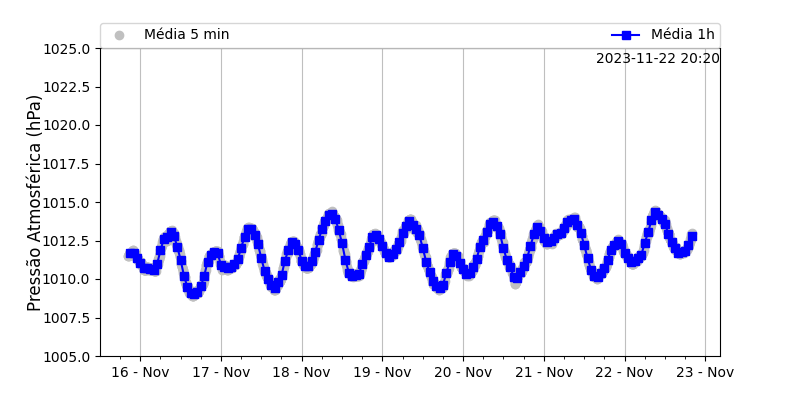 Média 5 min
Média 1h
2023-11-22 20:20
Pressão Atmosférica (hPa)
1025.0
1022.5
1020.0
1017.5
1015.0
1012.5
1010.0
1007.5
1005.0
16 - Nov
17 - Nov
18 - Nov
19 - Nov
20 - Nov
21 - Nov
22 - Nov
23 - Nov